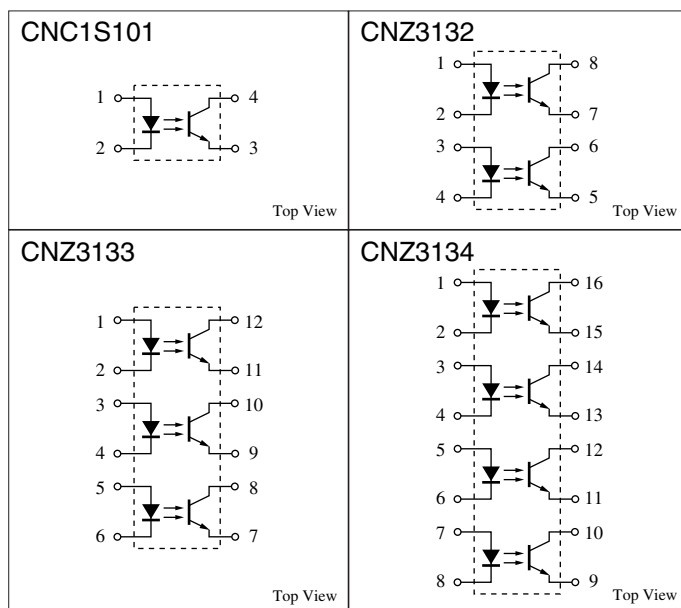 CNC1S101
1 4
2 3
Top View
CNZ3132
1 8
2 7
3 6
4 5
Top View
CNZ3133
1 12
2 11
3 10
4 9
5 8
6 7
Top View
CNZ3134
1 16
2 15
3 14
4 13
5 12
6 11
7 10
8 9
Top View